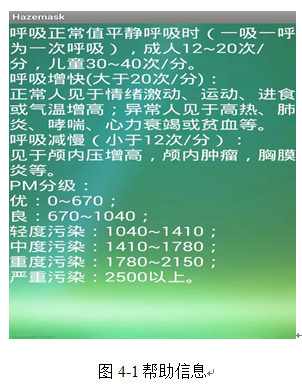 Hazemask
呼吸正常值平静呼吸时（一吸一呼
为一次呼吸），成人12~20次/
分，儿童30~40次/分。
呼吸增快(大于20次/分)：
正常人见于情绪激动、运动、进食
或气温增高；异常人见于高热、肺
炎、哮喘、心力衰竭或贫血等。
呼吸减慢（小于12次/分）：
见于颅内压增高，颅内肿瘤，胸膜
炎等。
PM分级：
优：0~670；
良：670~1040；
轻度污染：1040~1410；
中度污染：1410~1780；
重度污染：1780~2150；
严重污染：2500以上。
图 4-1 帮助信息